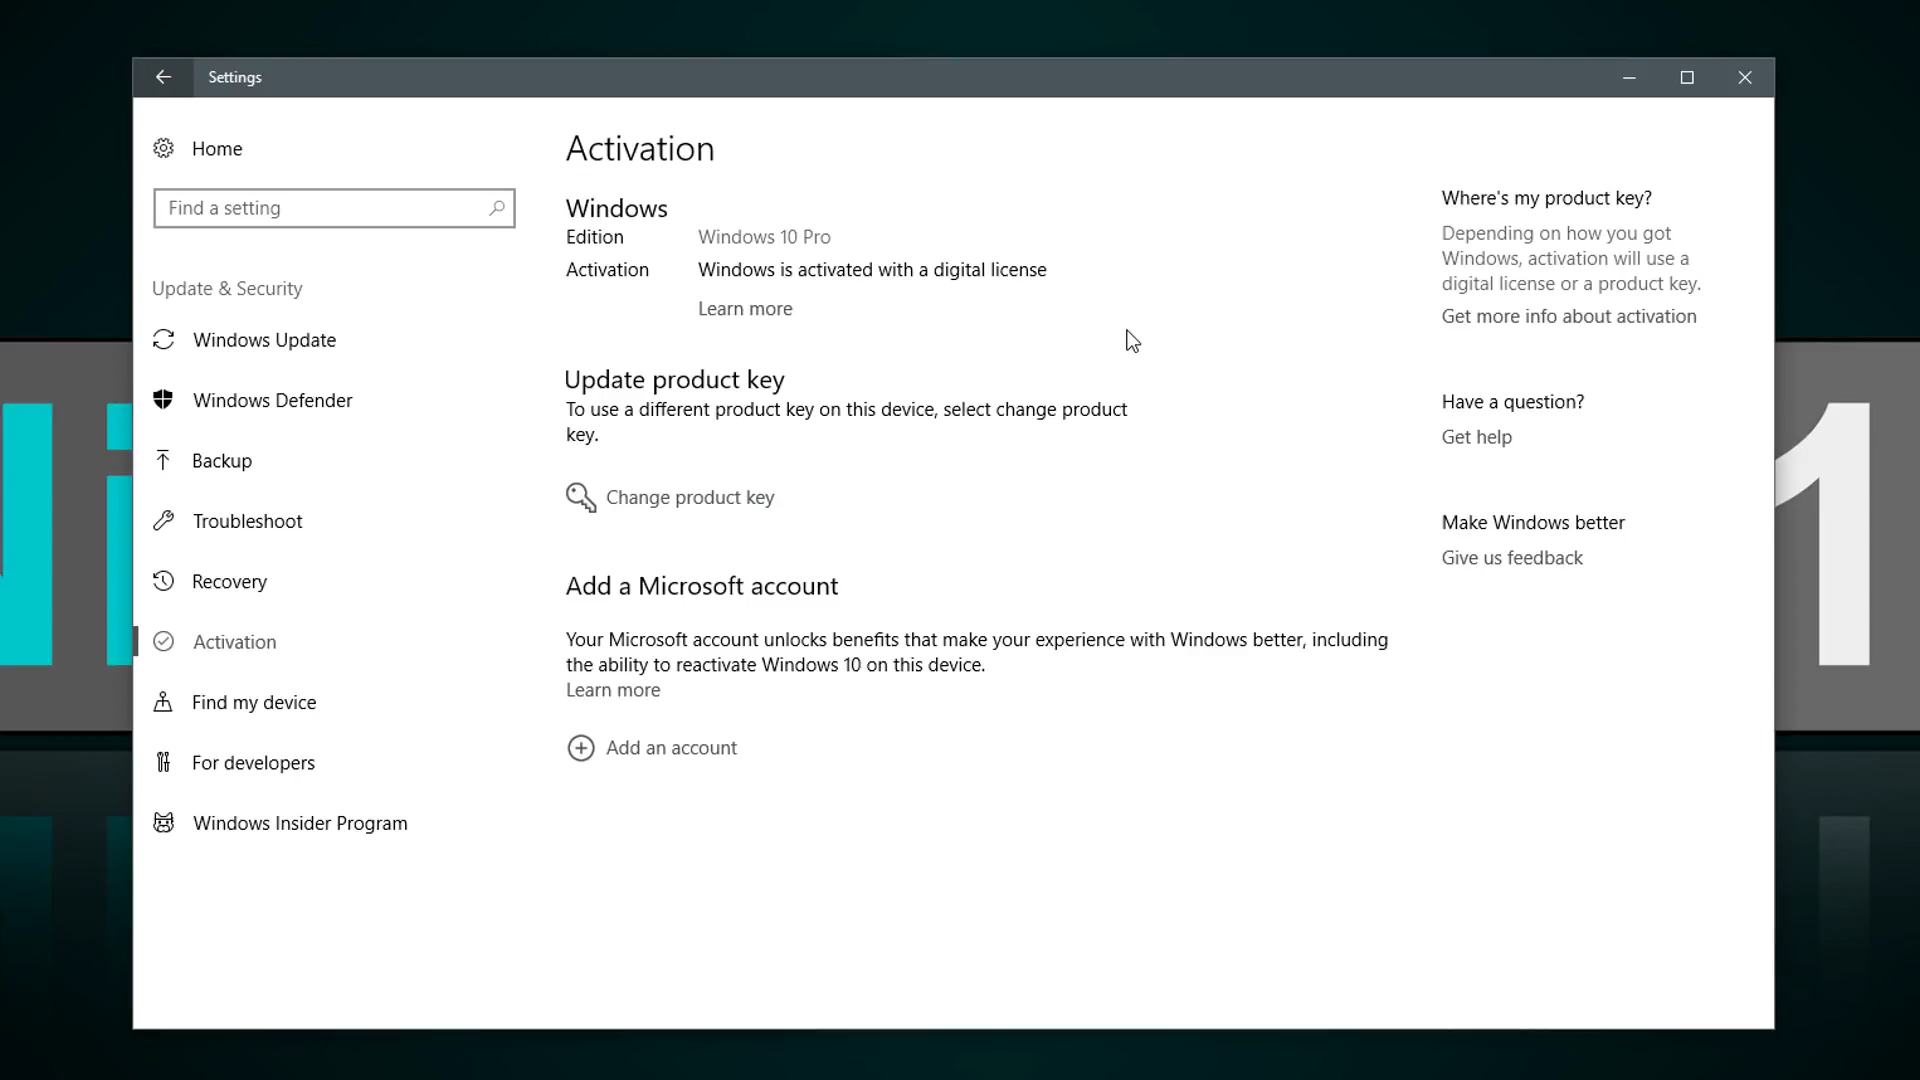 Settings
Home
Find a setting
Update & Security
Windows Update
Windows Defender
Backup
Troubleshoot
Recovery
Activation
Find my device
For developers
Windows Insider Program
Activation
Windows
Edition Windows 10 Pro
Activation Windows is activated with a digital license
Learn more
Update product key
To use a different product key on this device, select change product
key.
Change product key
Add a Microsoft account
Your Microsoft account unlocks benefits that make your experience with Windows better, including
the ability to reactivate Windows 10 on this device.
Learn more
Add an account
Where's my product key?
Depending on how you got
Windows, activation will use a
digital license or a product key.
Get more info about activation
Have a question?
Get help
Make Windows better
Give us feedback
1